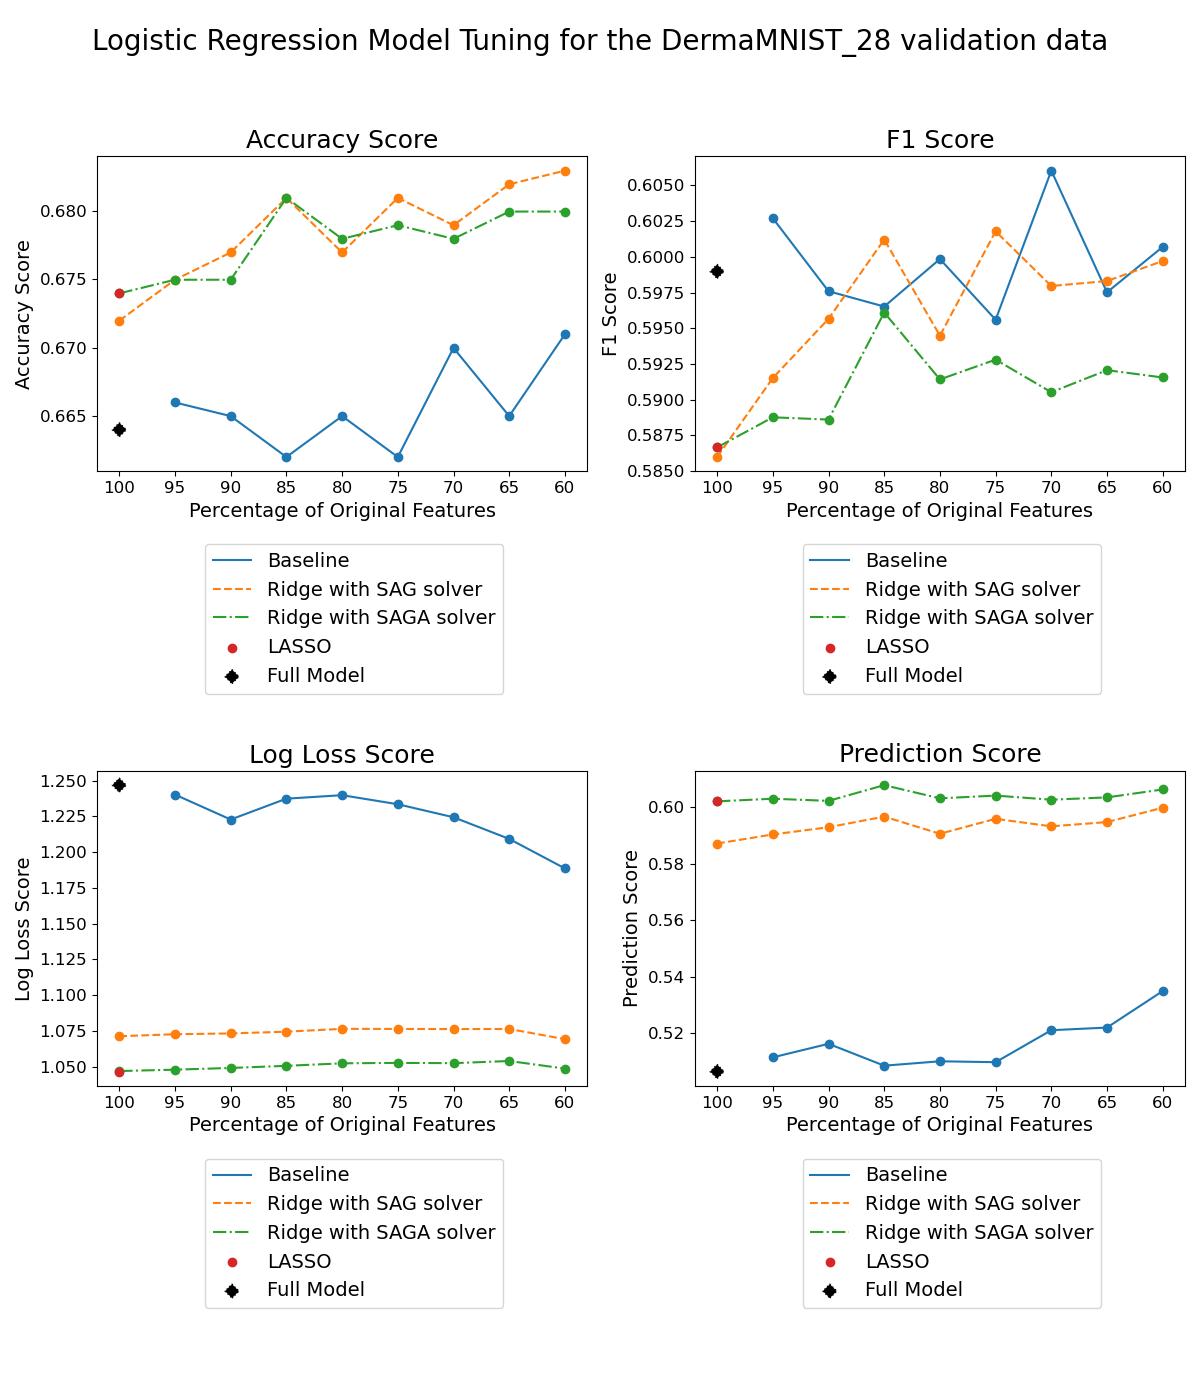 Logistic Regression Model Tuning for the DermaMNIST_28 validation data
Accuracy Score
Accuracy Score
0.680
0.675
0.670
0.665
100 95 90 85 80 75 70 65 60
Percentage of Original Features
Baseline
Ridge with SAG solver
Ridge with SAGA solver
LASSO
Full Model
F1 Score
F1 Score
0.6050
0.6025
0.6000
0.5975
0.5950
0.5925
0.5900
0.5875
0.5850
100 95 90 85 80 75 70 65 60
Percentage of Original Features
Baseline
Ridge with SAG solver
Ridge with SAGA solver
LASSO
Full Model
Log Loss Score
Log Loss Score
1.250
1.225
1.200
1.175
1.150
1.125
1.100
1.075
1.050
100 95 90 85 80 75 70 65 60
Percentage of Original Features
Baseline
Ridge with SAG solver
Ridge with SAGA solver
LASSO
Full Model
Prediction Score
Prediction Score
0.60
0.58
0.56
0.54
0.52
100 95 90 85 80 75 70 65 60
Percentage of Original Features
Baseline
Ridge with SAG solver
Ridge with SAGA solver
LASSO
Full Model